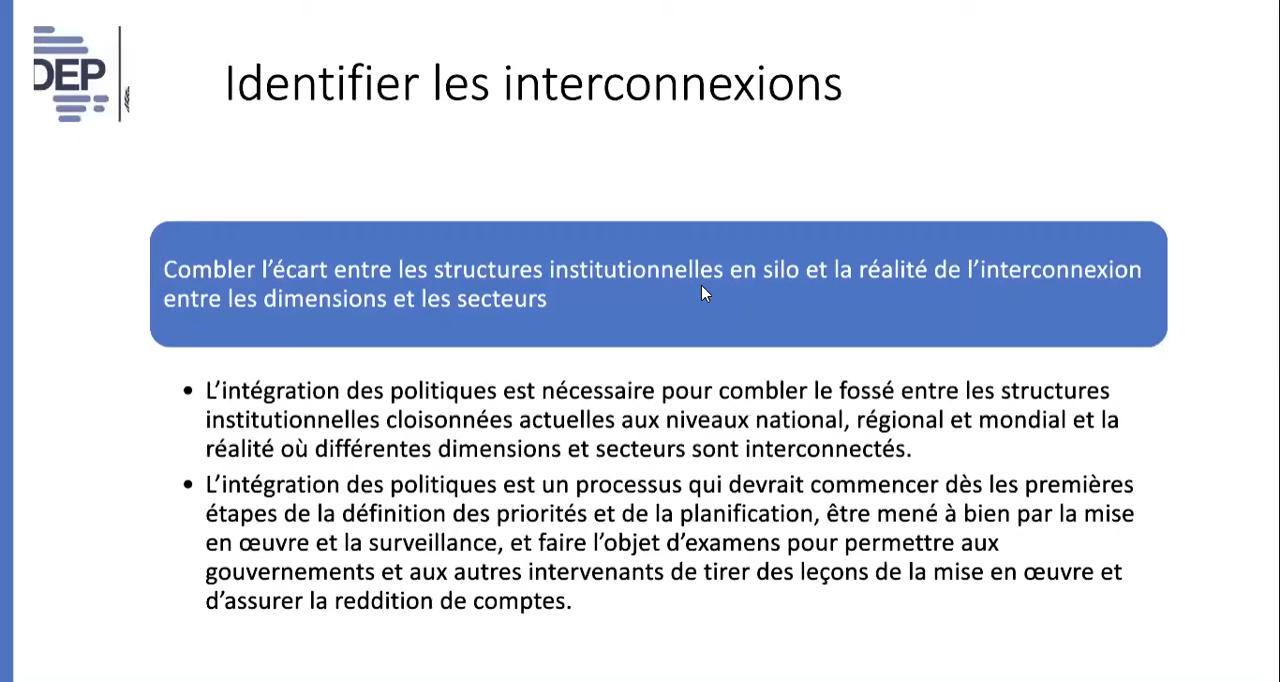 DEP
Identifier les interconnexions
Combler l’écart entre les structures institutionnelles en silo et la réalité de l’interconnexion
entre les dimensions et les secteurs
• L’intégration des politiques est nécessaire pour combler le fossé entre les structures
institutionnelles cloisonnées actuelles aux niveaux national, régional et mondial et la
réalité où différentes dimensions et secteurs sont interconnectés.
• L’intégration des politiques est un processus qui devrait commencer dès les premières
étapes de la définition des priorités et de la planification, être mené à bien par la mise
en œuvre et la surveillance, et faire l’objet d’examens pour permettre aux
gouvernements et aux autres intervenants de tirer des leçons de la mise en œuvre et
d’assurer la reddition de comptes.